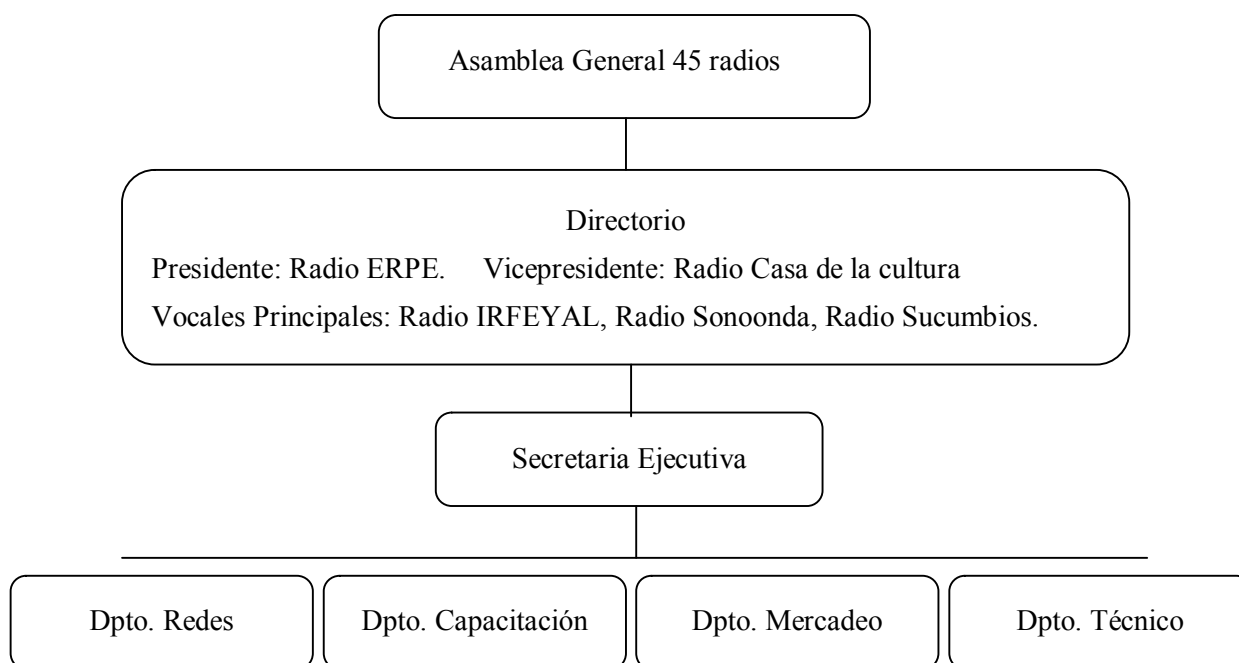 Asamblea General 45 radios
Directorio
Presidente: Radio ERPE. Vicepresidente: Radio Casa de la cultura
Vocales Principales: Radio IRFEYAL, Radio Sonoonda, Radio Sucumbios.
Secretaria Ejecutiva
Dpto. Redes
Dpto. Capacitación
Dpto. Mercadeo
Dpto. Técnico